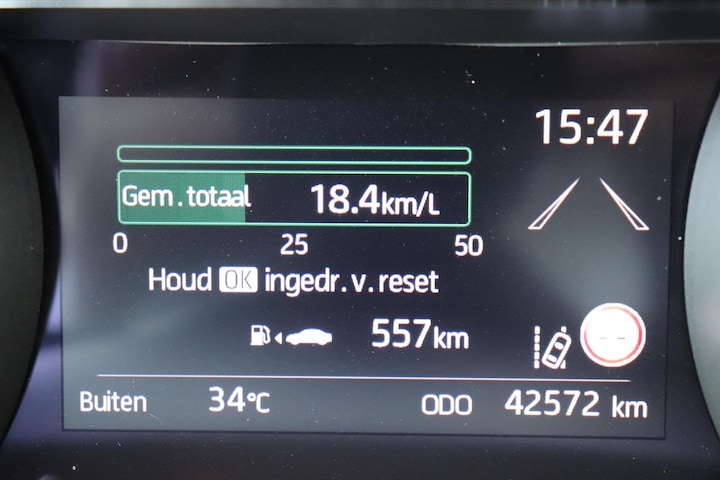 15:47
Gem.totaal 18.4km/L
0 25 50
Houd OK ingedr.v.reset
557km
--
Buiten 34°C ODO 42572 km